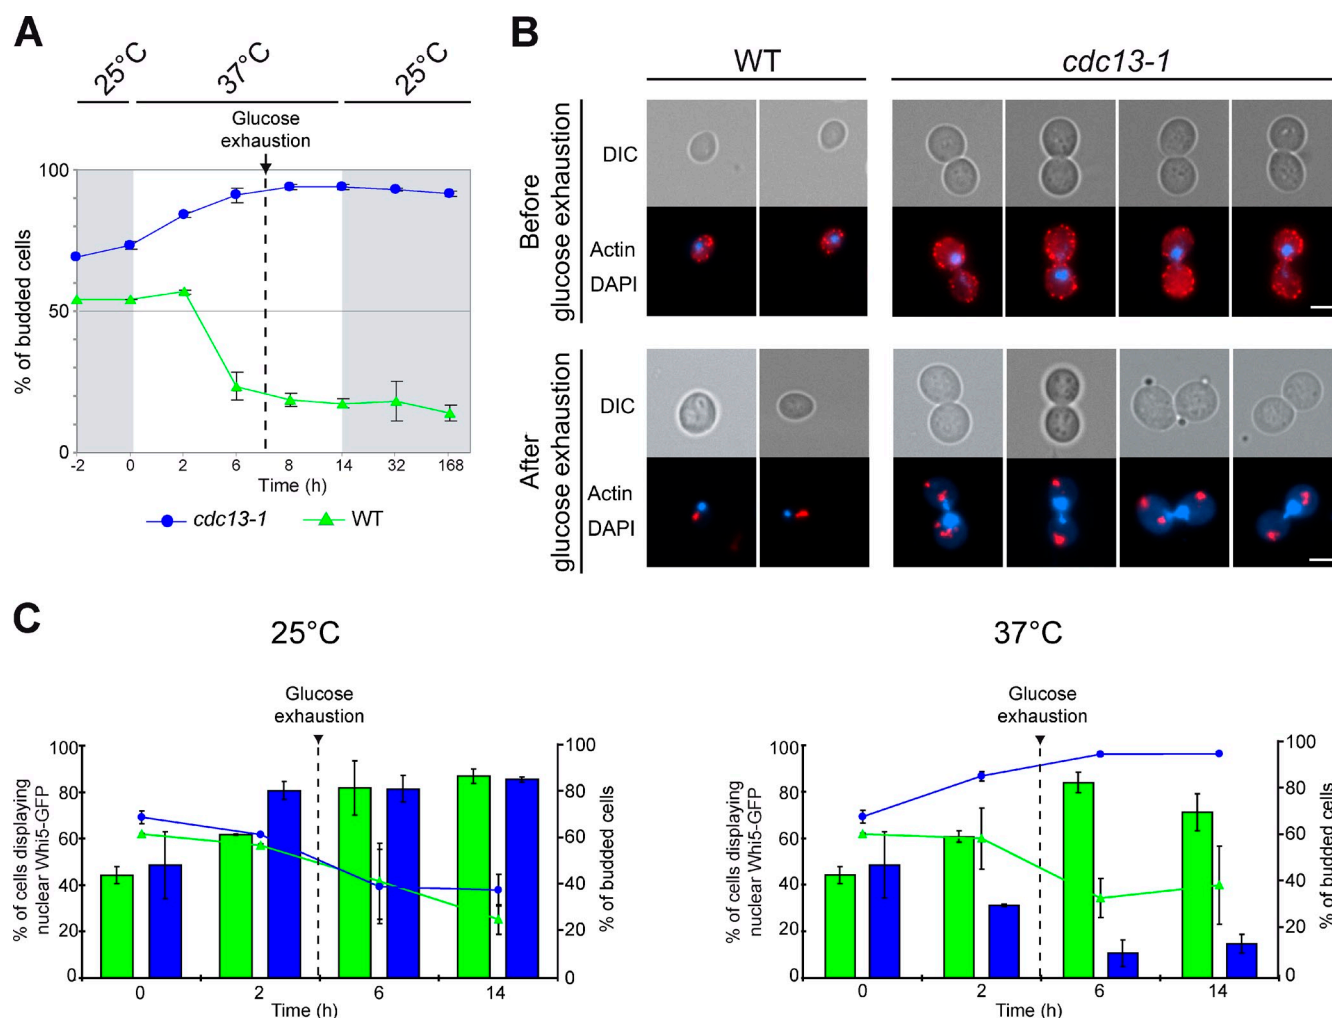 A
25°C
37°C
25°C
Glucose
exhaustion
% of budded cells
100
50
0
-2 0 2 6 8 14 32 168
Time (h)
cdc13-1 WT
B
WT cdc13-1
Before
glucose exhaustion
DIC
Actin
DAPI
After
glucose exhaustion
DIC
Actin
DAPI
C
25°C
Glucose
exhaustion
% of cells displaying
nuclear Whi5-GFP
100
80
60
40
20
0
100
80
60
40
20
0
% of budded cells
0 2 6 14
Time (h)
37°C
Glucose
exhaustion
% of cells displaying
nuclear Whi5-GFP
100
80
60
40
20
0
100
80
60
40
20
0
% of budded cells
0 2 6 14
Time (h)